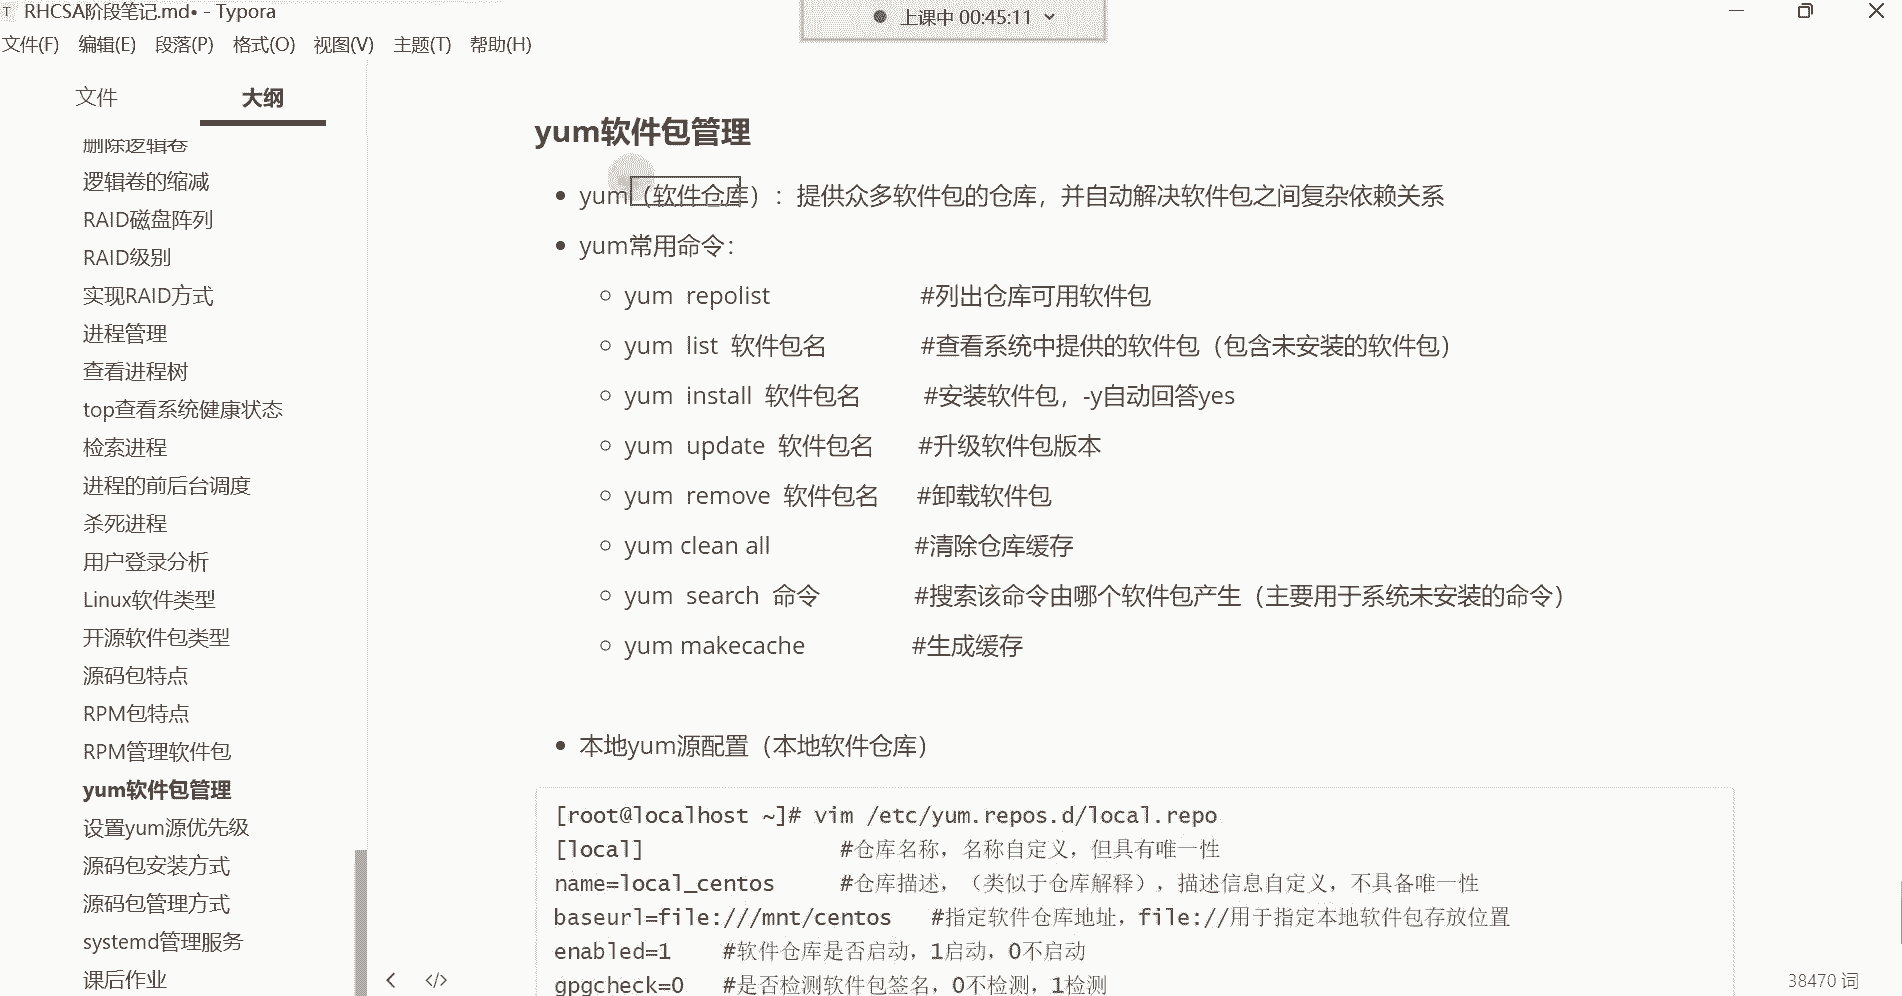 RHCSA阶段笔记.md• - Typora
上课中 00:45:11
文件(F) 编辑(E) 段落(P) 格式(O) 视图(V) 主题(T) 帮助(H)
文件 大纲
删除逻辑卷
逻辑卷的缩减
RAID磁盘阵列
RAID级别
实现RAID方式
进程管理
查看进程树
top查看系统健康状态
检索进程
进程的前后台调度
杀死进程
用户登录分析
Linux软件类型
开源软件包类型
源码包特点
RPM包特点
RPM管理软件包
yum软件包管理
设置yum源优先级
源码包安装方式
源码包管理方式
systemd管理服务
课后作业
yum软件包管理
yum（软件仓库）：提供众多软件包的仓库，并自动解决软件包之间复杂依赖关系
yum常用命令：
yum repolist #列出仓库可用软件包
yum list 软件包名 #查看系统中提供的软件包（包含未安装的软件包）
yum install 软件包名 #安装软件包，-y自动回答yes
yum update 软件包名 #升级软件包版本
yum remove 软件包名 #卸载软件包
yum clean all #清除仓库缓存
yum search 命令 #搜索该命令由哪个软件包产生（主要用于系统未安装的命令）
yum makecache #生成缓存
本地yum源配置（本地软件仓库）
[root@localhost ~]# vim /etc/yum.repos.d/local.repo
[local] #仓库名称，名称自定义，但具有唯一性
name=local_centos #仓库描述，（类似于仓库解释），描述信息自定义，不具备唯一性
baseurl=file:///mnt/centos #指定软件仓库地址，file://用于指定本地软件包存放位置
enabled=1 #软件仓库是否启动，1启动，0不启动
gpgcheck=0 #是否检测软件包签名，0不检测，1检测
38470 词